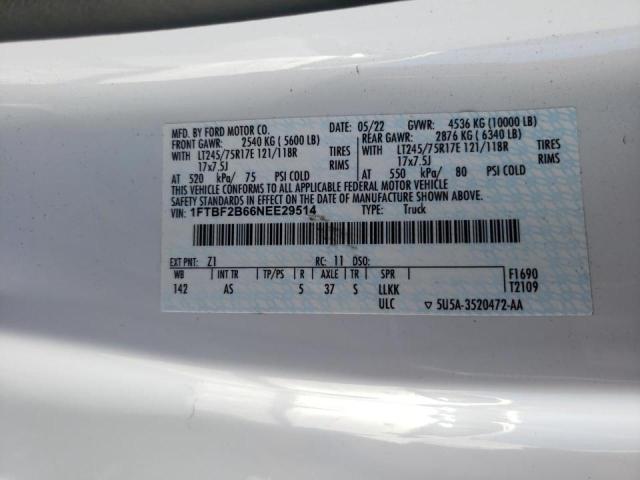 MFD. BY FORD MOTOR CO. 05/22 GVWR: 4536 KG (10000 LB)
FRONT GAWR: 2540 KG ( 5600 LB) REAR GAWR: 2876 KG ( 6340 LB)
WITH LT245/75R17E 121/118R TIRES WITH LT245/75R17E 121/118R TIRES
17x7.5J RIMS 17x7.5J RIMS
AT 520 kPa/ 75 PSI COLD AT 550 kPa/ 80 PSI COLD
THIS VEHICLE CONFORMS TO ALL APPLICABLE FEDERAL MOTOR VEHICLE
SAFETY STANDARDS IN EFFECT ON THE DATE OF MANUFACTURE SHOWN ABOVE.
VIN: 1FTBF2B66NEE29514 TYPE: Truck
EXT PNT: Z1 RC: 11 DSO: F1690
WB INT TR TP/PS R AXLE TR SPR T2109
142 AS 5 37 S LLKK
ULC ▽ 5U5A-3520472-AA